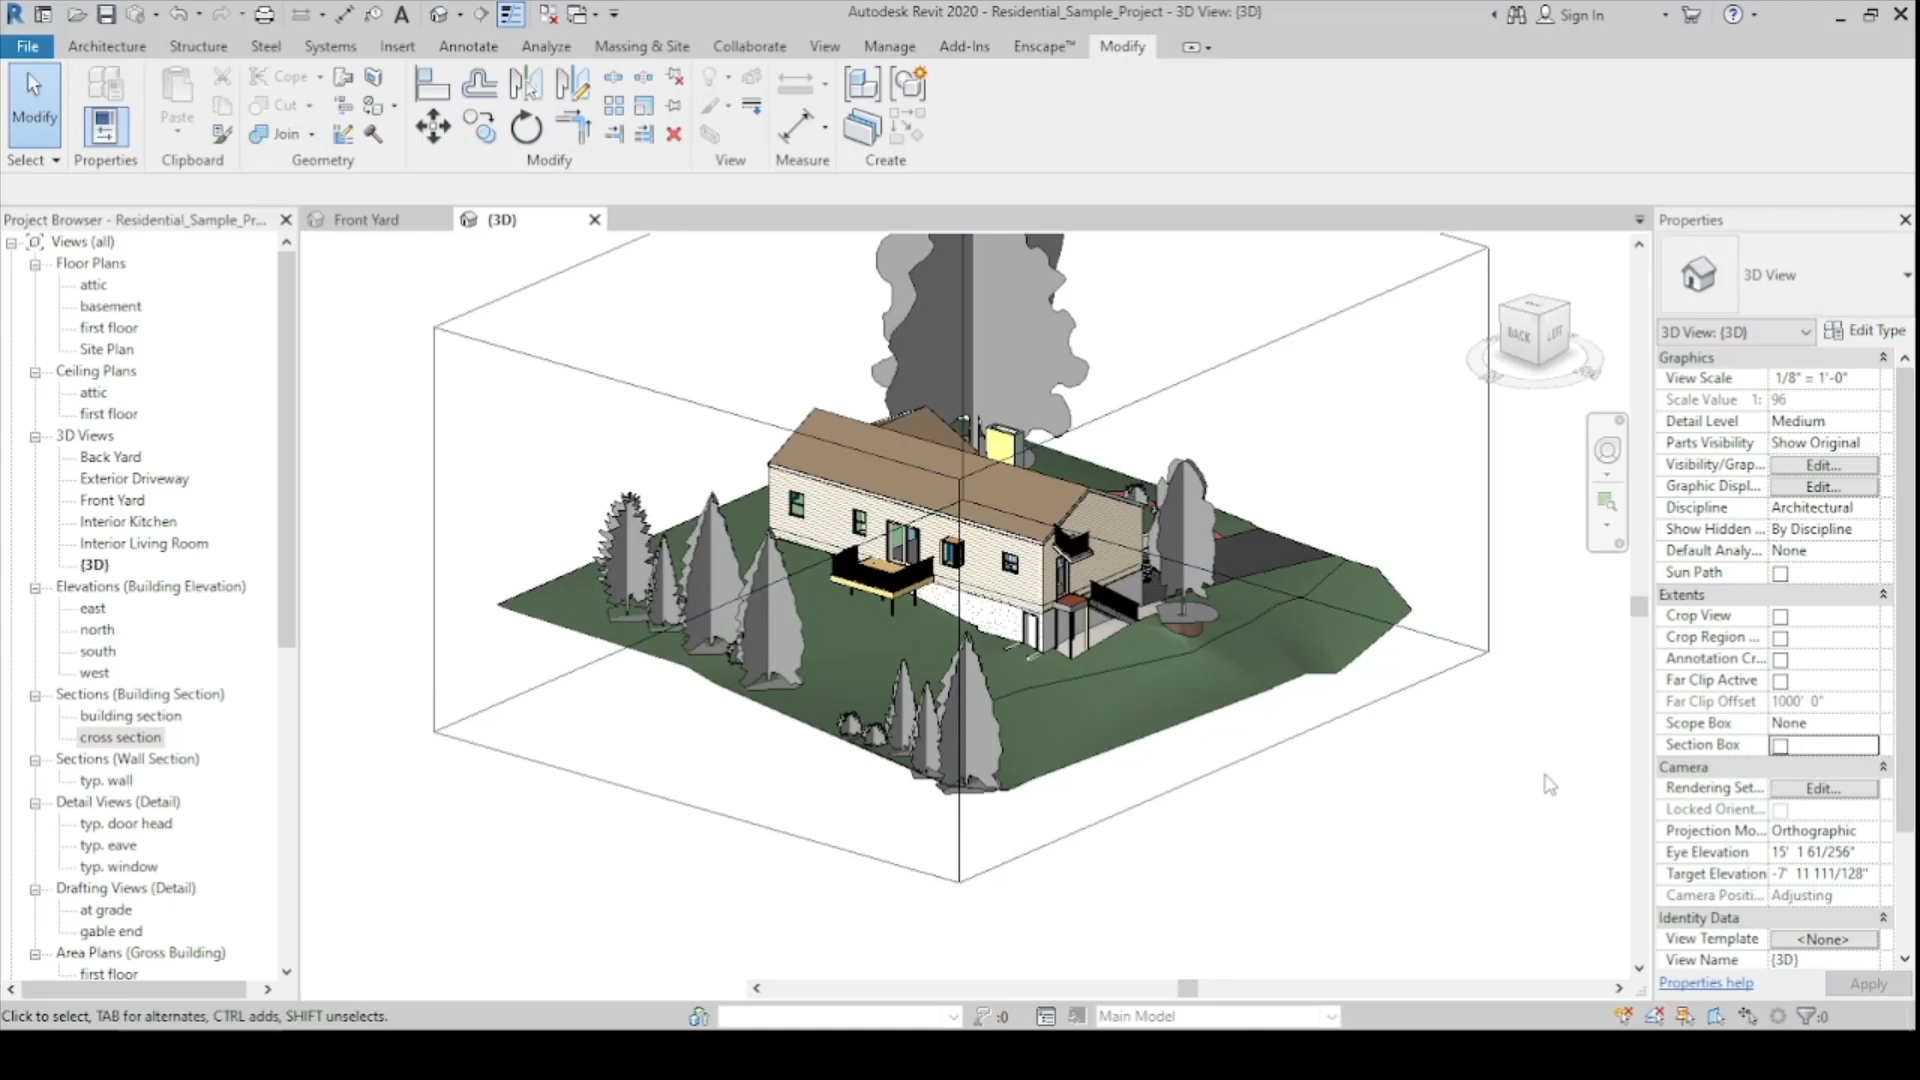 Autodesk Revit 2020 - Residential_Sample_Project - 3D View: {3D}
Sign In
File Architecture Structure Steel Systems Insert Annotate Analyze Massing & Site Collaborate View Manage Add-Ins Enscape™ Modify
Modify
Paste
Cope
Cut
Join
Select Properties Clipboard Geometry Modify View Measure Create
Project Browser - Residential_Sample_Pr...
Views (all)
Floor Plans
attic
basement
first floor
Site Plan
Ceiling Plans
attic
first floor
3D Views
Back Yard
Exterior Driveway
Front Yard
Interior Kitchen
Interior Living Room
{3D}
Elevations (Building Elevation)
east
north
south
west
Sections (Building Section)
building section
cross section
Sections (Wall Section)
typ. wall
Detail Views (Detail)
typ. door head
typ. eave
typ. window
Drafting Views (Detail)
at grade
gable end
Area Plans (Gross Building)
first floor
Front Yard
{3D}
BACK
LEFT
Properties
3D View
3D View: {3D} Edit Type
Graphics
View Scale 1/8" = 1'-0"
Scale Value 1: 96
Detail Level Medium
Parts Visibility Show Original
Visibility/Grap... Edit...
Graphic Displ... Edit...
Discipline Architectural
Show Hidden ... By Discipline
Default Analy... None
Sun Path
Extents
Crop View
Crop Region ...
Annotation Cr...
Far Clip Active
Far Clip Offset 1000' 0"
Scope Box None
Section Box
Camera
Rendering Set... Edit...
Locked Orient...
Projection Mo... Orthographic
Eye Elevation 15' 1 61/256"
Target Elevation -7' 11 111/128"
Camera Positi... Adjusting
Identity Data
View Template <None>
View Name {3D}
Properties help Apply
Click to select, TAB for alternates, CTRL adds, SHIFT unselects.
:0
Main Model
:0